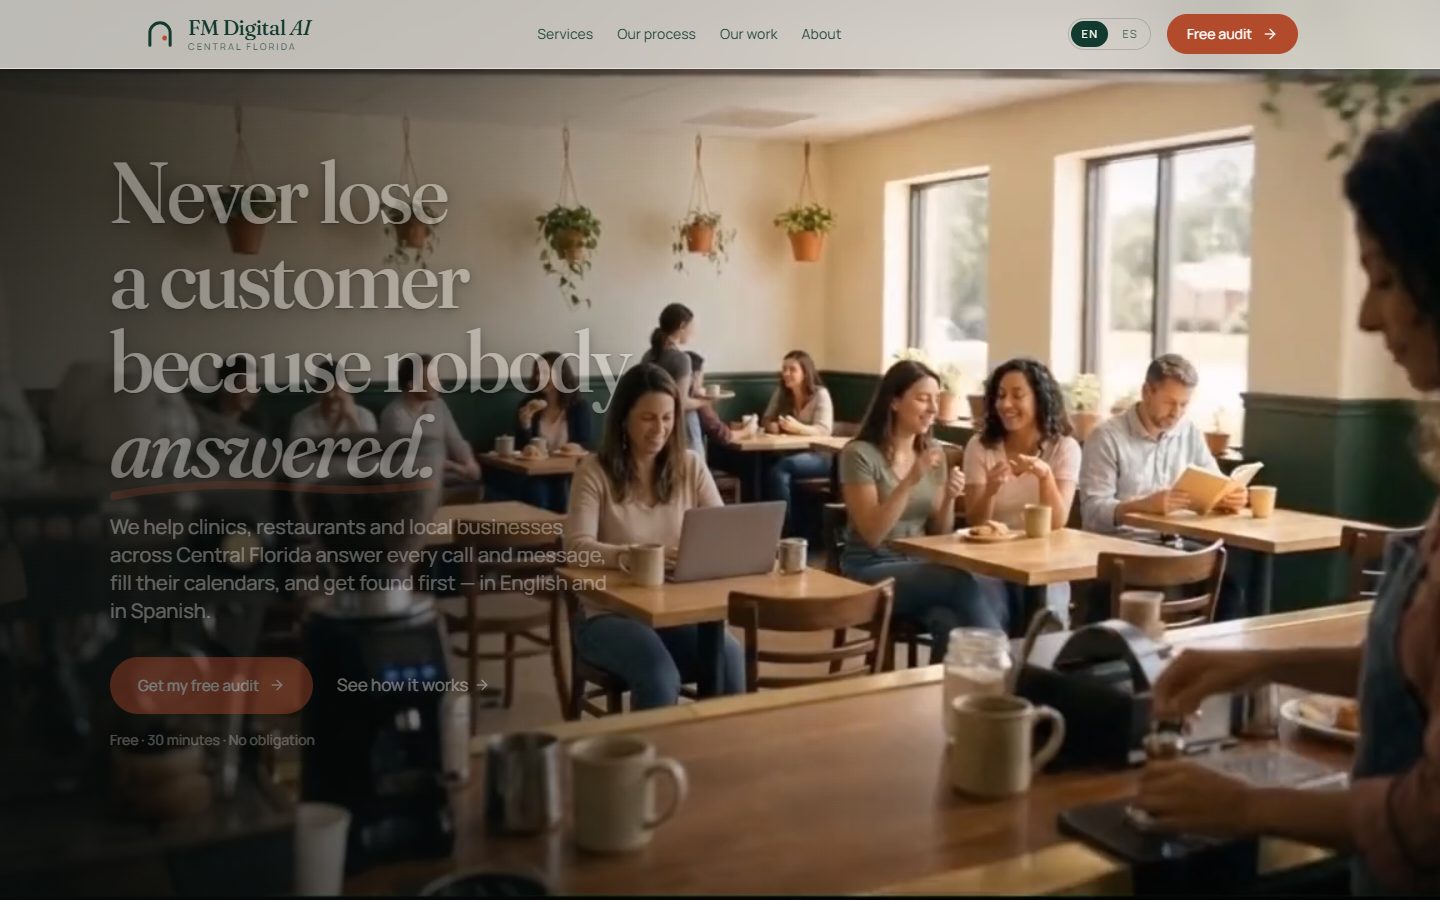 FM Digital AI
CENTRAL FLORIDA
Services
Our process
Our work
About
EN
ES
Free audit →
Never lose
a customer
because nobody
answered.
We help clinics, restaurants and local businesses
across Central Florida answer every call and message,
fill their calendars, and get found first — in English and
in Spanish.
Get my free audit →
See how it works →
Free · 30 minutes · No obligation